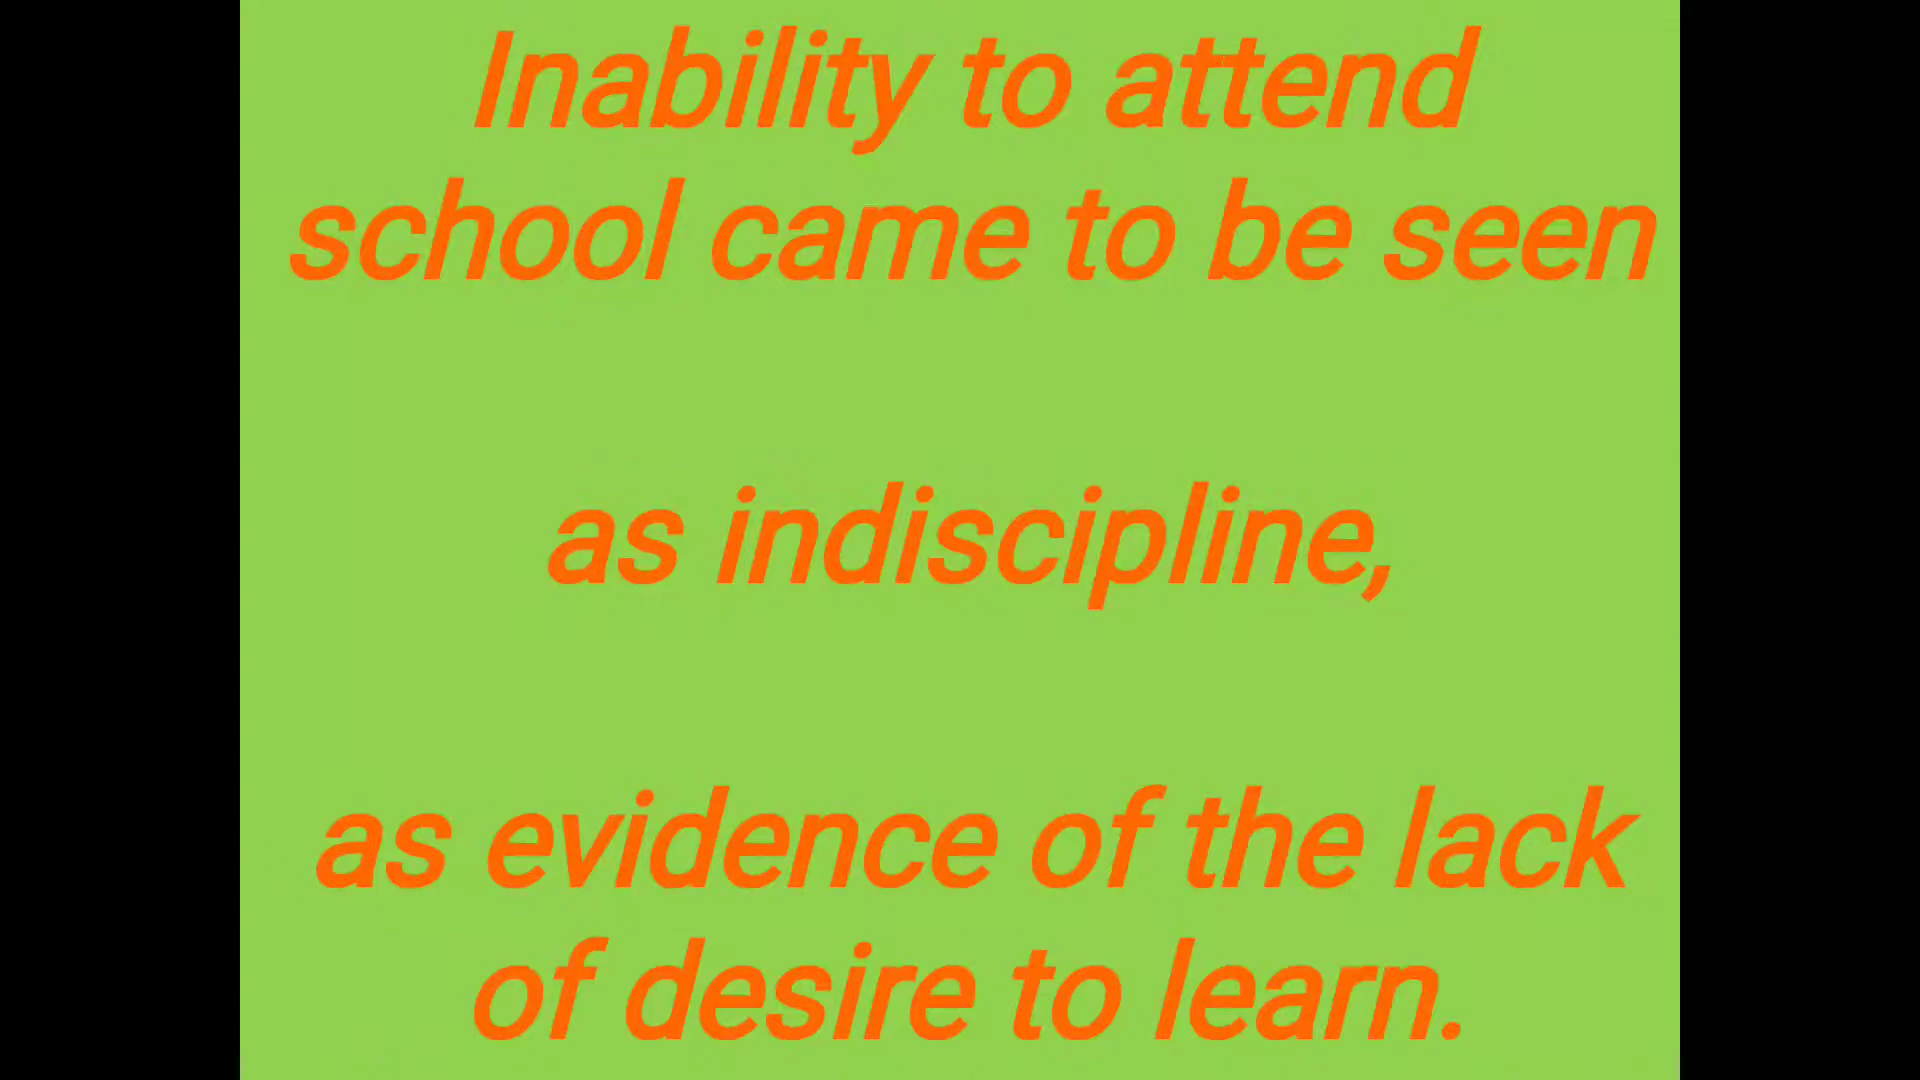 Inability to attend
school came to be seen
as indiscipline,
as evidence of the lack
of desire to learn.